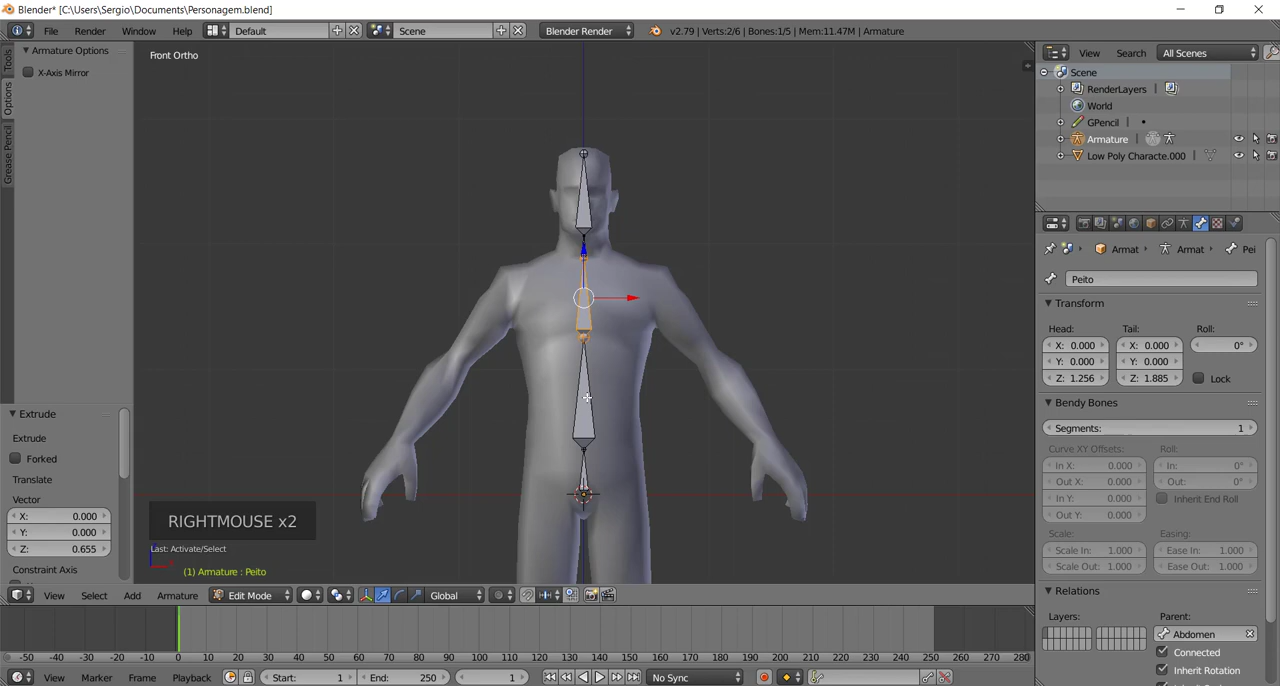 Blender* [C:\Users\Sergio\Documents\Personagem.blend]
File Render Window Help Default Scene Blender Render v2.79 | Verts:2/6 | Bones:1/5 | Mem:11.47M | Armature
Tools
Options
Grease Pencil
Armature Options
X-Axis Mirror
Front Ortho
View Search All Scenes
Scene
RenderLayers
World
GPencil
Armature
Low Poly Characte.000
Armat Armat Pei
Peito
Transform
Head: Tail: Roll:
X: 0.000 X: 0.000 0°
Y: 0.000 Y: 0.000
Z: 1.256 Z: 1.885 Lock
Bendy Bones
Segments: 1
Curve XY Offsets: Roll:
In X: 0.000 In: 0°
Out X: 0.000 Out: 0°
In Y: 0.000 Inherit End Roll
Out Y: 0.000
Scale: Easing:
Scale In: 1.000 Ease In: 1.000
Scale Out: 1.000 Ease Out: 1.000
Relations
Layers: Parent:
Abdomen
Connected
Inherit Rotation
Extrude
Extrude
Forked
Translate
Vector
X: 0.000
Y: 0.000
Z: 0.655
Constraint Axis
RIGHTMOUSE x2
Last: Activate/Select
(1) Armature : Peito
View Select Add Armature Edit Mode Global
-50 -40 -30 -20 -10 0 10 20 30 40 50 60 70 80 90 100 110 120 130 140 150 160 170 180 190 200 210 220 230 240 250 260 270 280
View Marker Frame Playback Start: 1 End: 250 1 No Sync